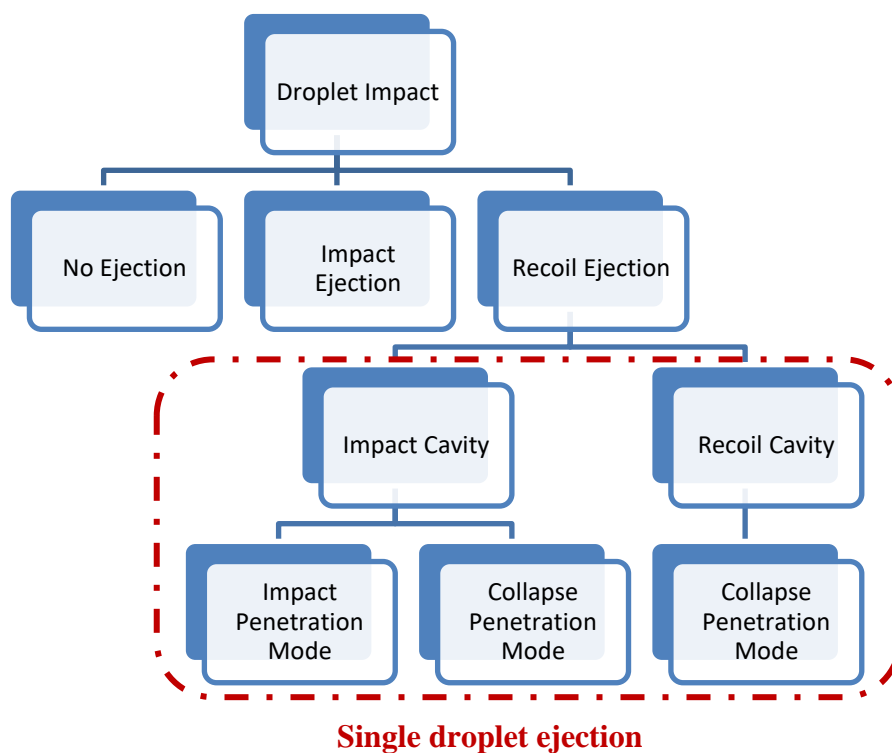 Droplet Impact
No Ejection
Impact
Ejection
Recoil Ejection
Impact Cavity
Recoil Cavity
Impact
Penetration
Mode
Collapse
Penetration
Mode
Collapse
Penetration
Mode
Single droplet ejection